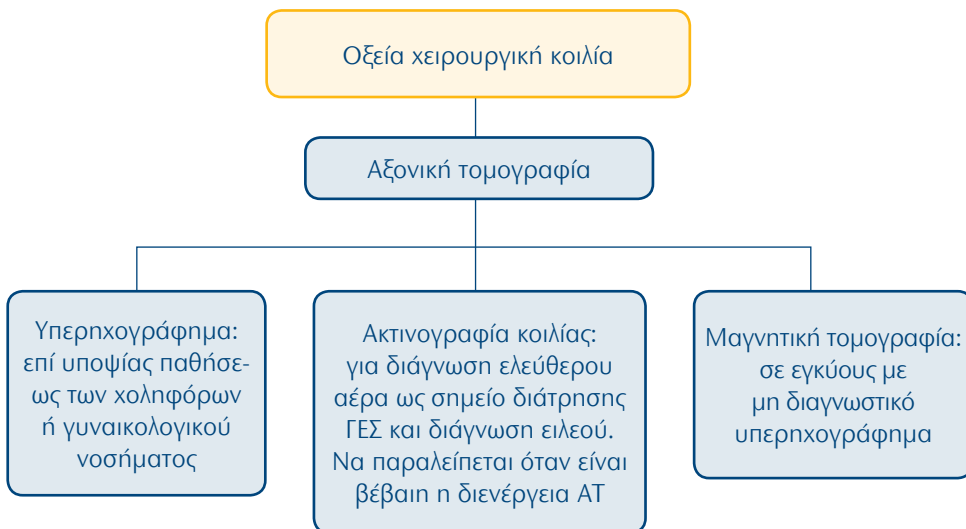 Οξεία χειρουργική κοιλία
Αξονική τομογραφία
Υπερηχογράφημα:
επί υποψίας παθήσε-
ως των χοληφόρων
ή γυναικολογικού
νοσήματος
Ακτινογραφία κοιλίας:
για διάγνωση ελεύθερου
αέρα ως σημείο διάτρησης
ΓΕΣ και διάγνωση ειλεού.
Να παραλείπεται όταν είναι
βέβαιη η διενέργεια ΑΤ
Μαγνητική τομογραφία:
σε εγκύους με
μη διαγνωστικό
υπερηχογράφημα